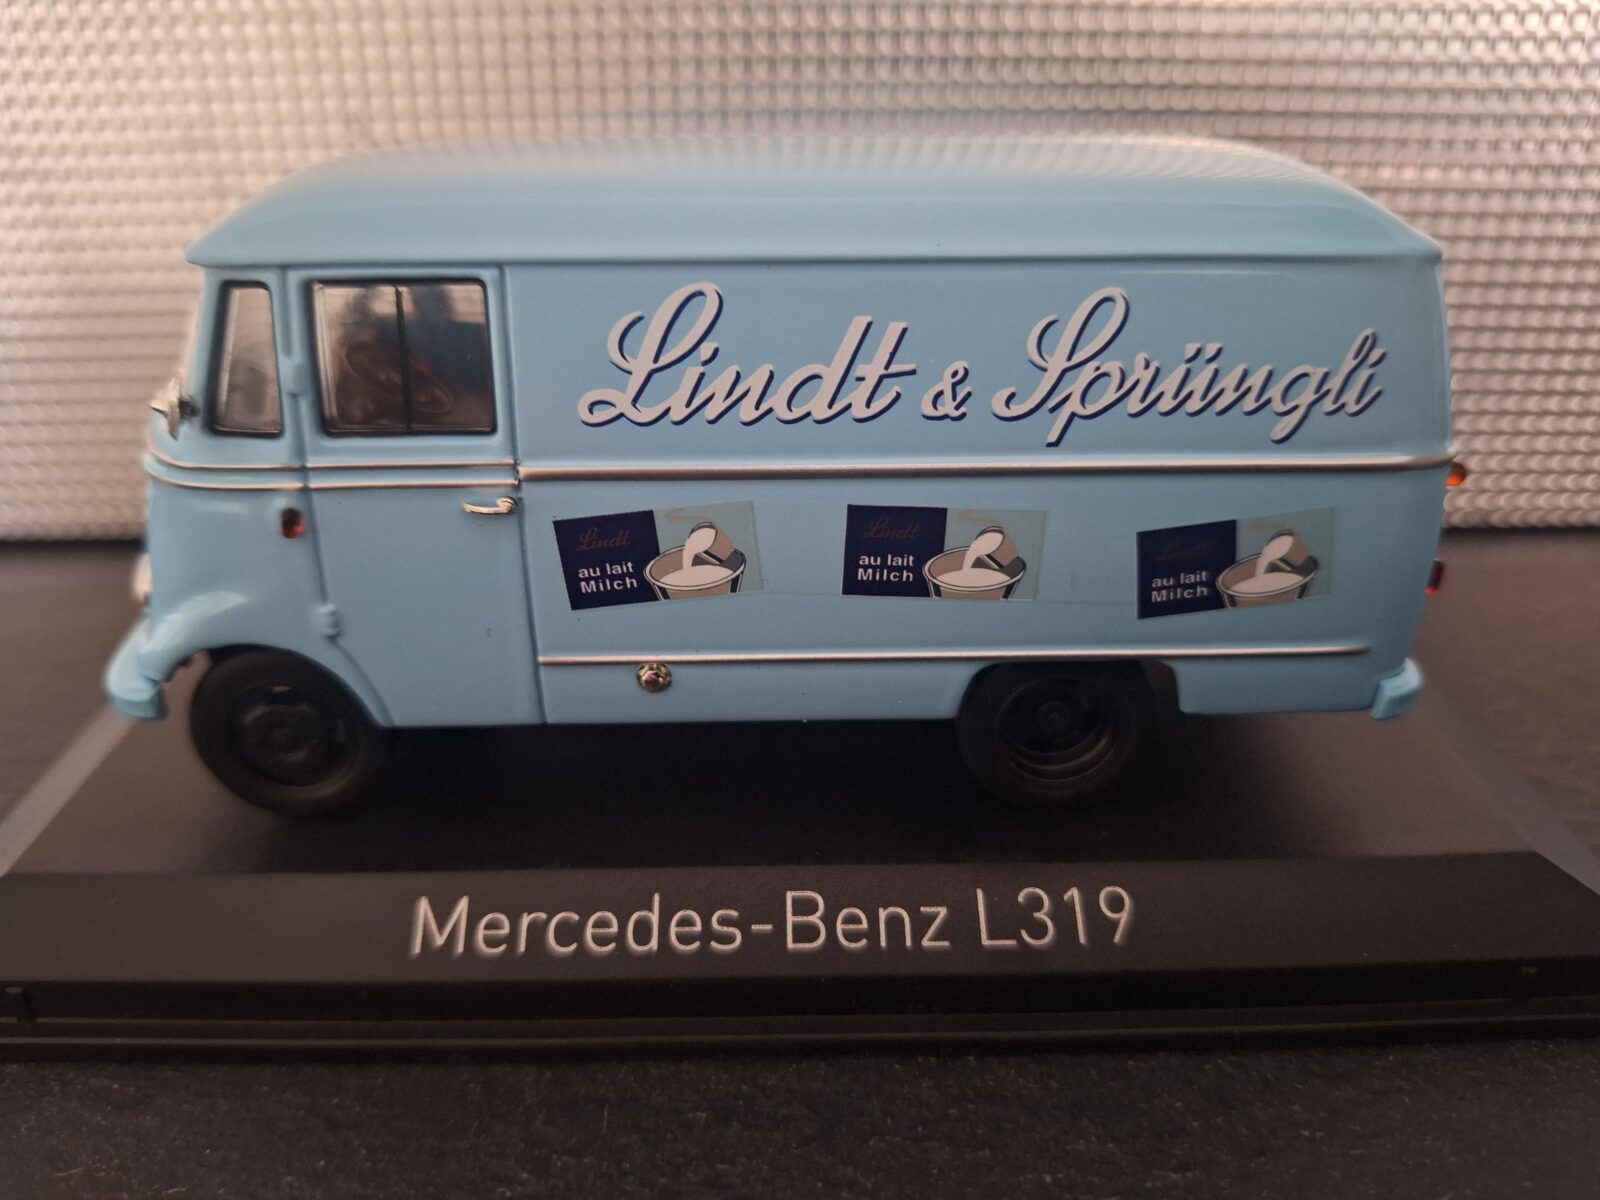 Lindt & Sprüngli
Lindt
au lait
Milch
Lindt
au lait
Milch
Lindt
au lait
Milch
Mercedes-Benz L319